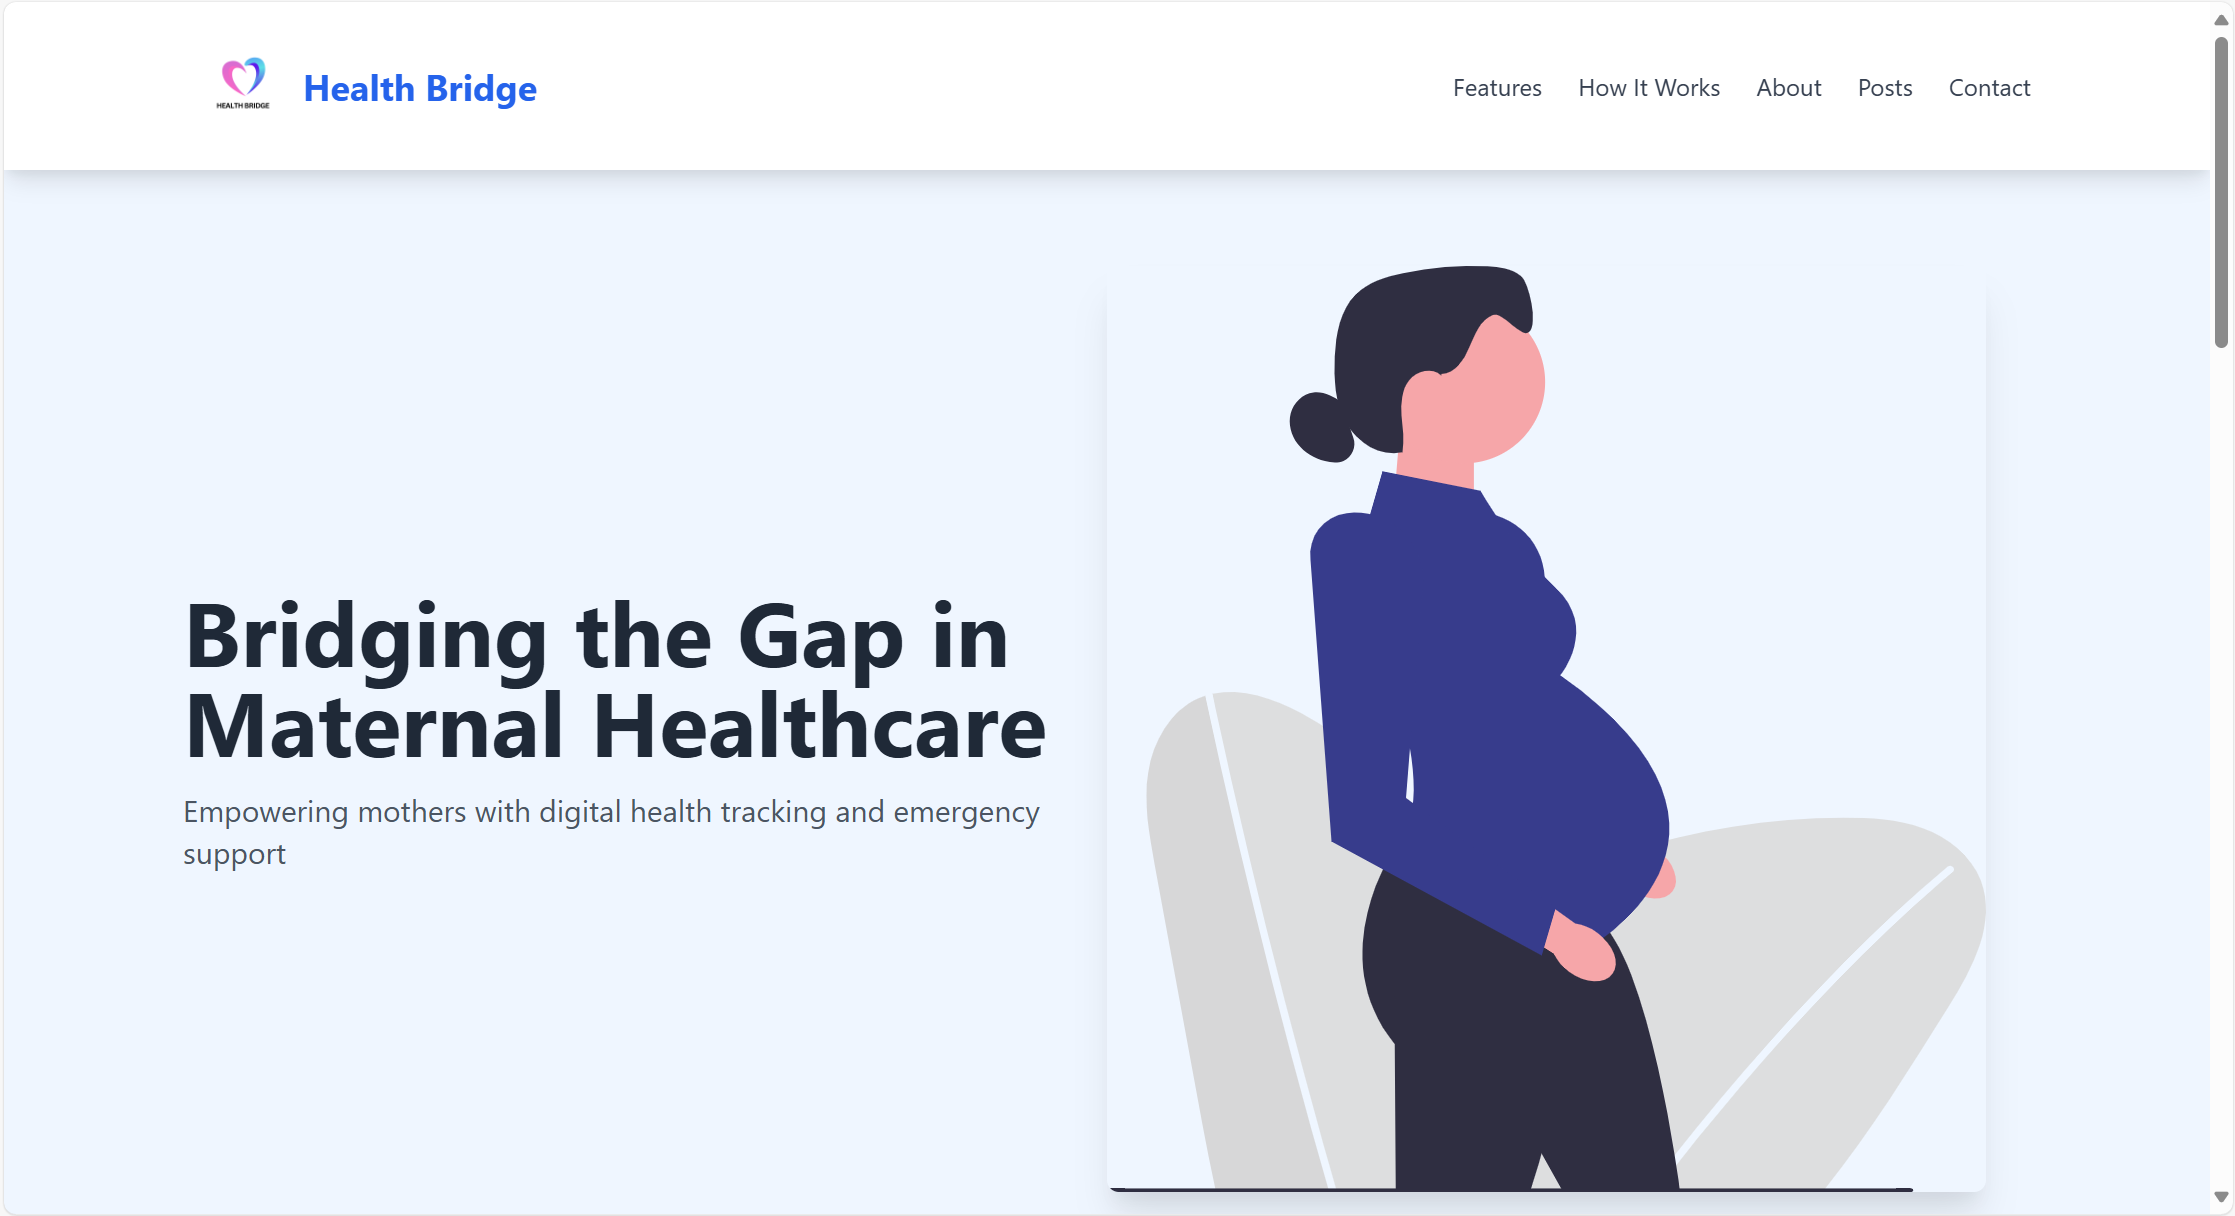 HEALTH BRIDGE
Health Bridge
Features How It Works About Posts Contact
Bridging the Gap in
Maternal Healthcare
Empowering mothers with digital health tracking and emergency
support